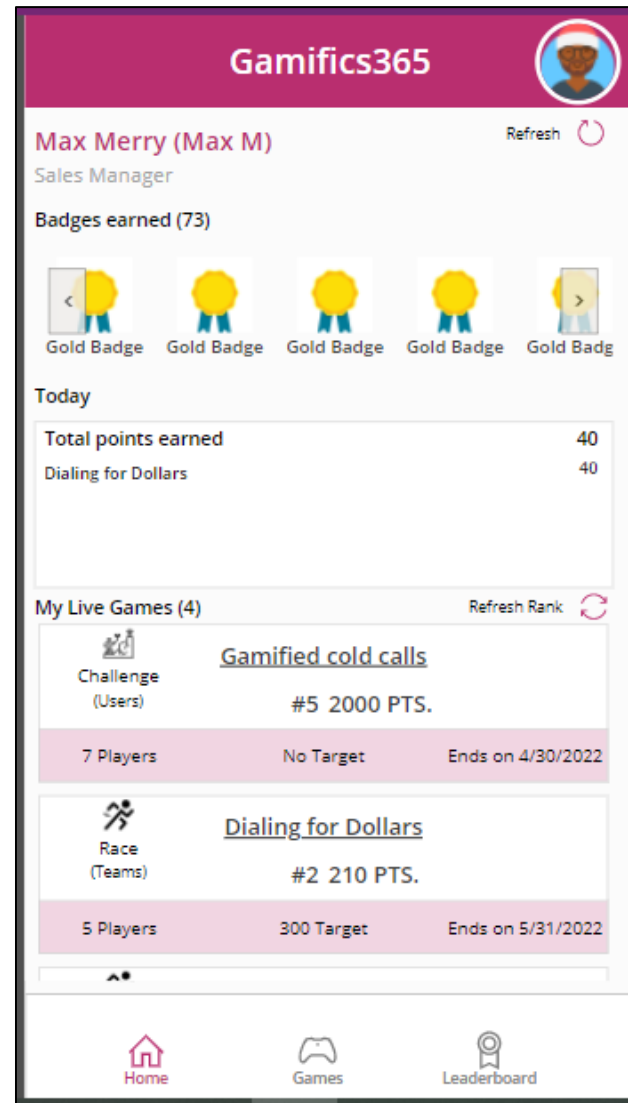 Gamifics365
Max Merry (Max M)
Refresh
Sales Manager
Badges earned (73)
< >
Gold Badge Gold Badge Gold Badge Gold Badge Gold Badg
Today
Total points earned 40
Dialing for Dollars 40
My Live Games (4) Refresh Rank
Challenge
(Users)
Gamified cold calls
#5 2000 PTS.
7 Players No Target Ends on 4/30/2022
Race
(Teams)
Dialing for Dollars
#2 210 PTS.
5 Players 300 Target Ends on 5/31/2022
Home Games Leaderboard